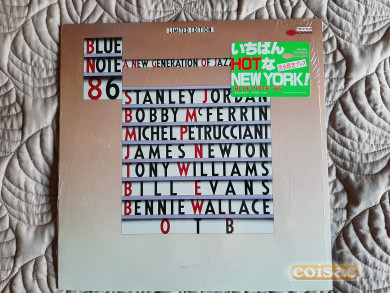 LIMITED EDITION
BLUE
NOTE
86
A NEW GENERATION OF JAZZ
いちばん
HOTな
NEW YORK!
STANLEY JORDAN
BOBBY MCFERRIN
MICHEL PETRUCCIANI
JAMES NEWTON
TONY WILLIAMS
BILL EVANS
BENNIE WALLACE
OTB
coisas